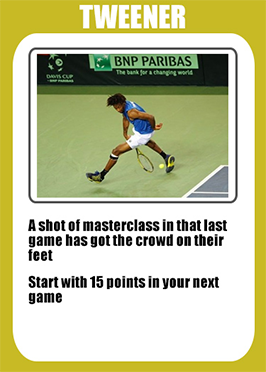 TWEENER
BNP PARIBAS
DAVIS CUP
The bank for a changing world
A shot of masterclass in that last
game has got the crowd on their
feet
Start with 15 points in your next
game